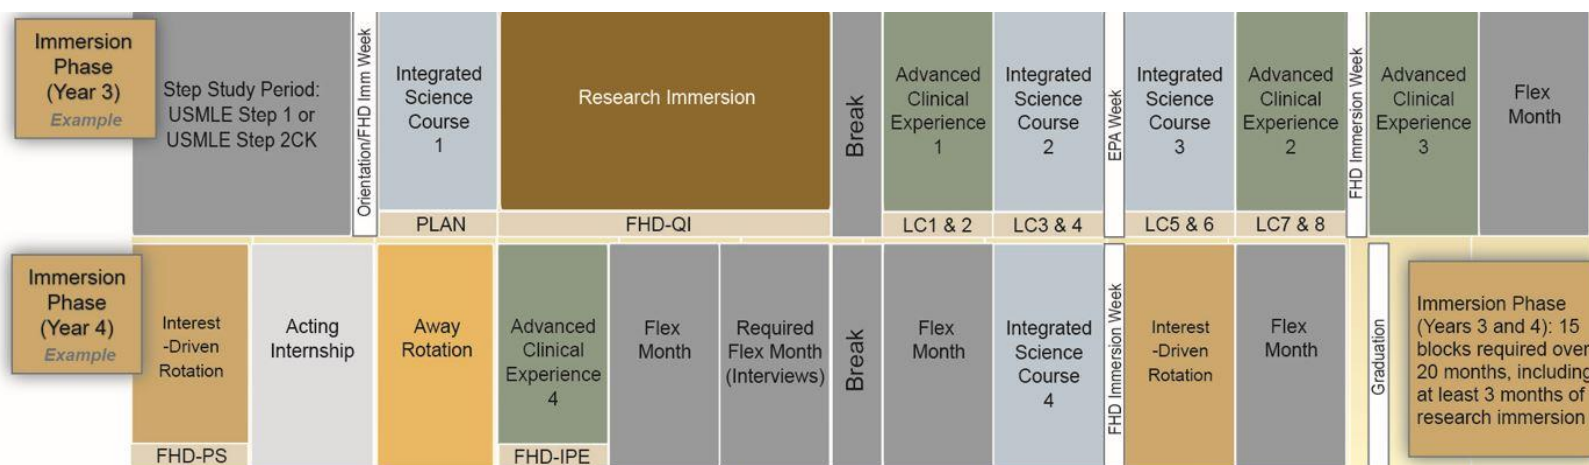 Immersion
Phase
(Year 3)
Example
Step Study Period:
USMLE Step 1 or
USMLE Step 2CK
Orientation/FHD Imm Week
Integrated
Science
Course
1
PLAN
Research Immersion
FHD-QI
Break
Advanced
Clinical
Experience
1
LC1 & 2
Integrated
Science
Course
2
LC3 & 4
EPA Week
Integrated
Science
Course
3
LC5 & 6
Advanced
Clinical
Experience
2
LC7 & 8
FHD Immersion Week
Advanced
Clinical
Experience
3
Flex
Month
Immersion
Phase
(Year 4)
Example
Interest
-Driven
Rotation
FHD-PS
Acting
Internship
Away
Rotation
Advanced
Clinical
Experience
4
FHD-IPE
Flex
Month
Required
Flex Month
(Interviews)
Break
Flex
Month
Integrated
Science
Course
4
FHD Immersion Week
Interest
-Driven
Rotation
Flex
Month
Graduation
Immersion Phase
(Years 3 and 4): 15
blocks required over
20 months, including
at least 3 months of
research immersion